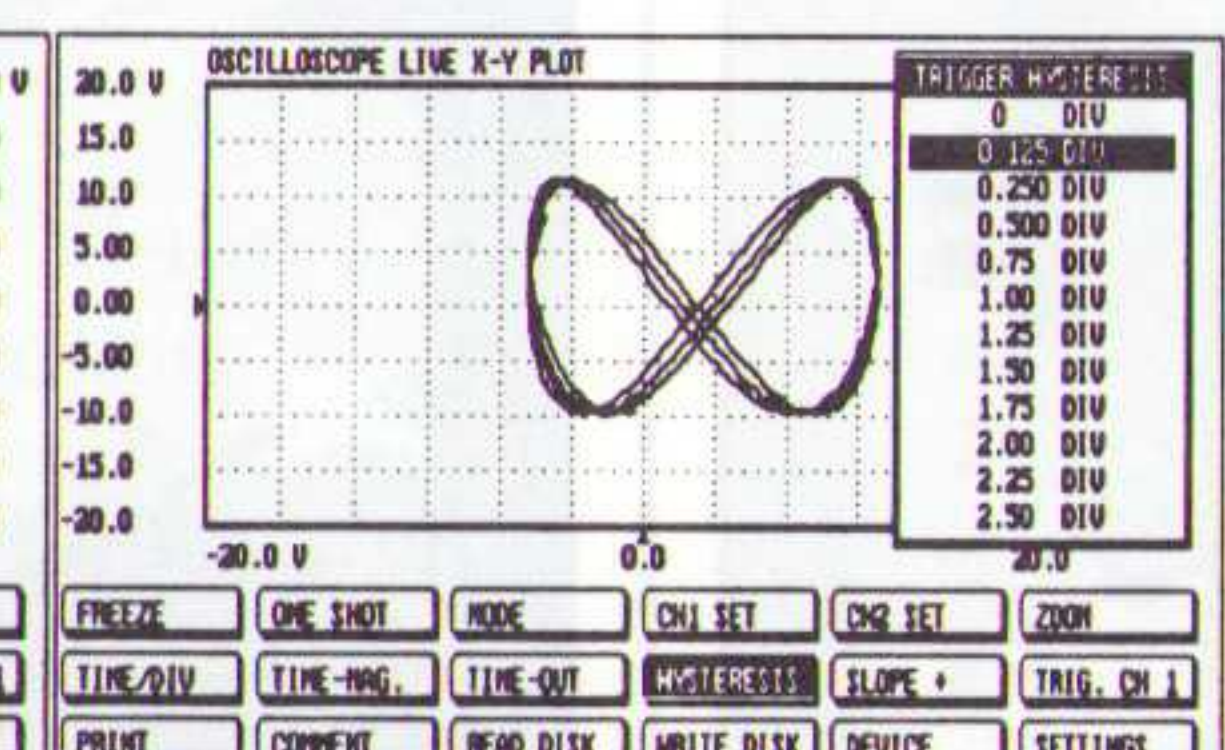 V
OSCILLOSCOPE LIVE X-Y PLOT
20.0 V
15.0
10.0
5.00
0.00
-5.00
-10.0
-15.0
-20.0
-20.0 V
0.0
20.0
TRIGGER HYSTERESIS
0 DIV
0.125 DIV
0.250 DIV
0.500 DIV
0.75 DIV
1.00 DIV
1.25 DIV
1.50 DIV
1.75 DIV
2.00 DIV
2.25 DIV
2.50 DIV
FREEZE
ONE SHOT
MODE
CH1 SET
CH2 SET
ZOOM
TIME/DIV
TIME-MAG.
TIME-OUT
HYSTERESIS
SLOPE +
TRIG. CH 1
PRINT
COMMENT
READ DISK
WRITE DISK
DEVICE
SETTINGS